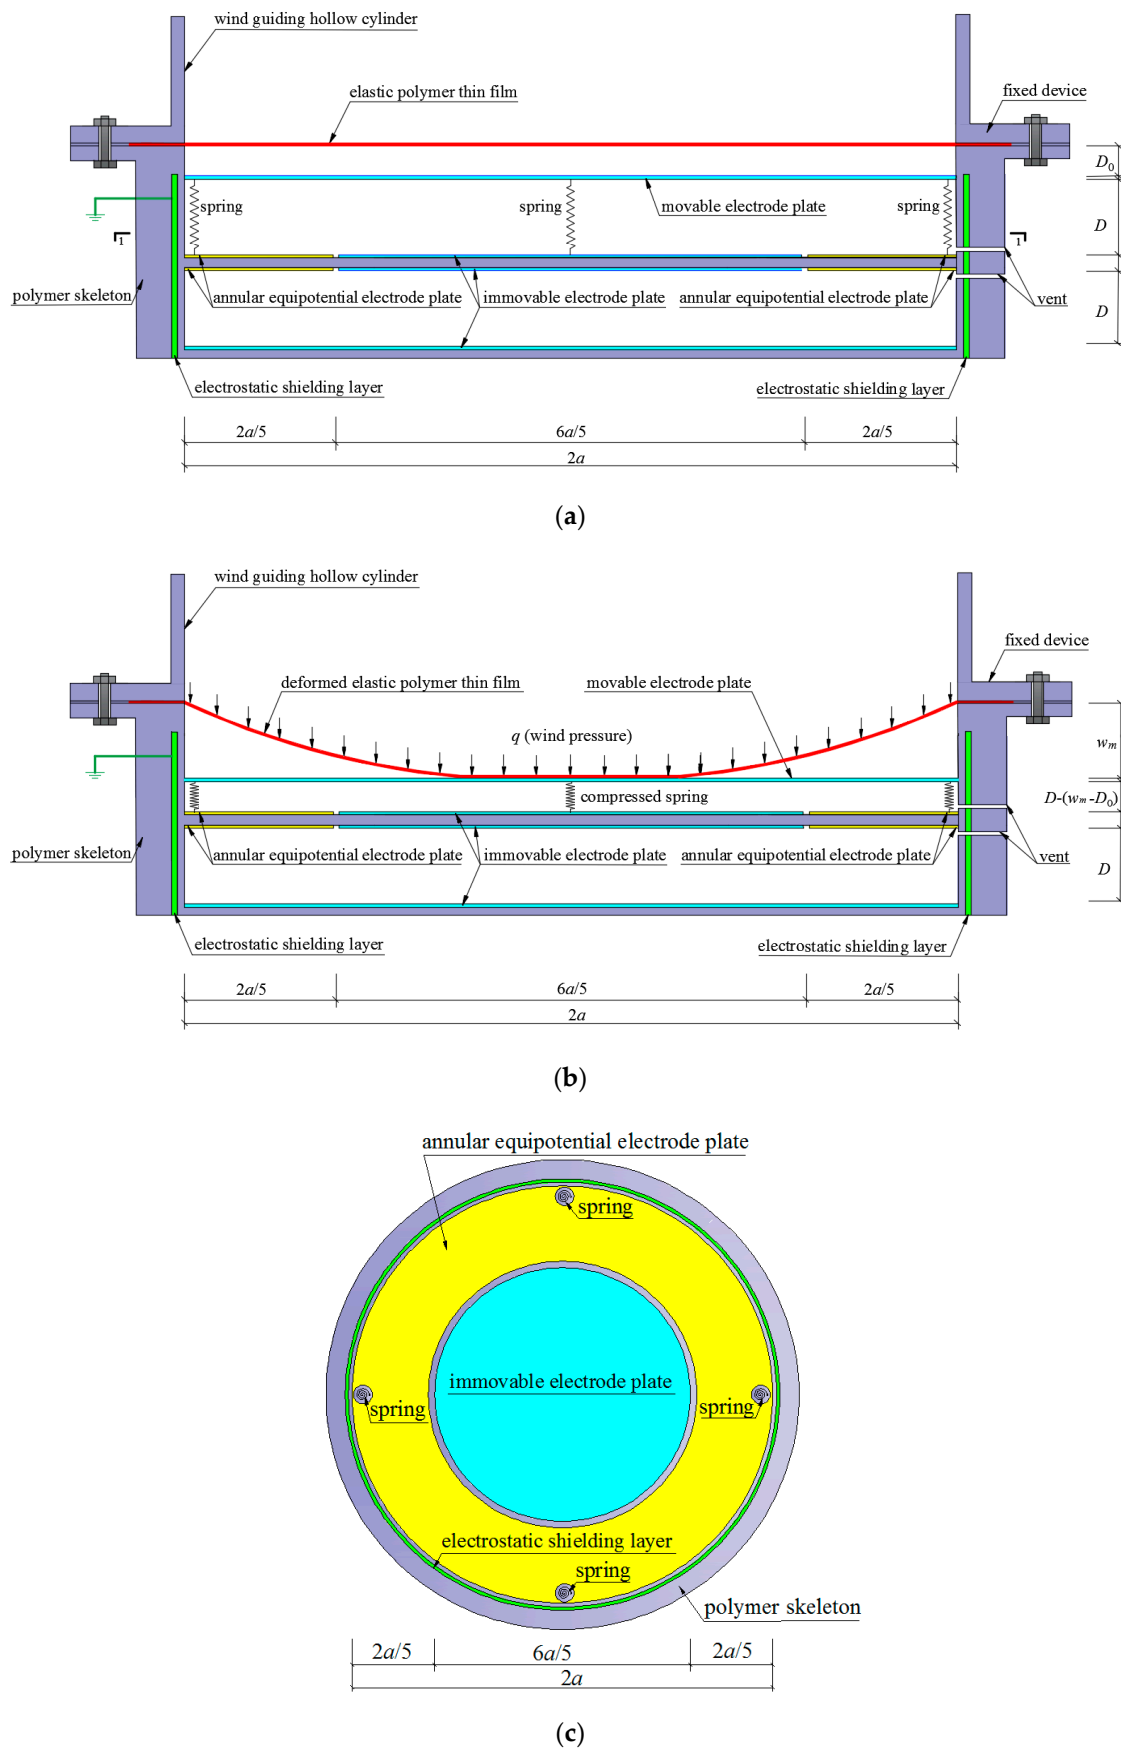 wind guiding hollow cylinder
elastic polymer thin film
fixed device
D0
spring
spring
spring
movable electrode plate
D
1
1
polymer skeleton
annular equipotential electrode plate
immovable electrode plate
annular equipotential electrode plate
vent
D
electrostatic shielding layer
electrostatic shielding layer
2a/5
6a/5
2a/5
2a
(a)
wind guiding hollow cylinder
fixed device
deformed elastic polymer thin film
movable electrode plate
q (wind pressure)
wm
compressed spring
D-(wm-D0)
polymer skeleton
annular equipotential electrode plate
immovable electrode plate
annular equipotential electrode plate
vent
D
electrostatic shielding layer
electrostatic shielding layer
2a/5
6a/5
2a/5
2a
(b)
annular equipotential electrode plate
spring
immovable electrode plate
spring
spring
electrostatic shielding layer
spring
polymer skeleton
2a/5
6a/5
2a/5
2a
(c)